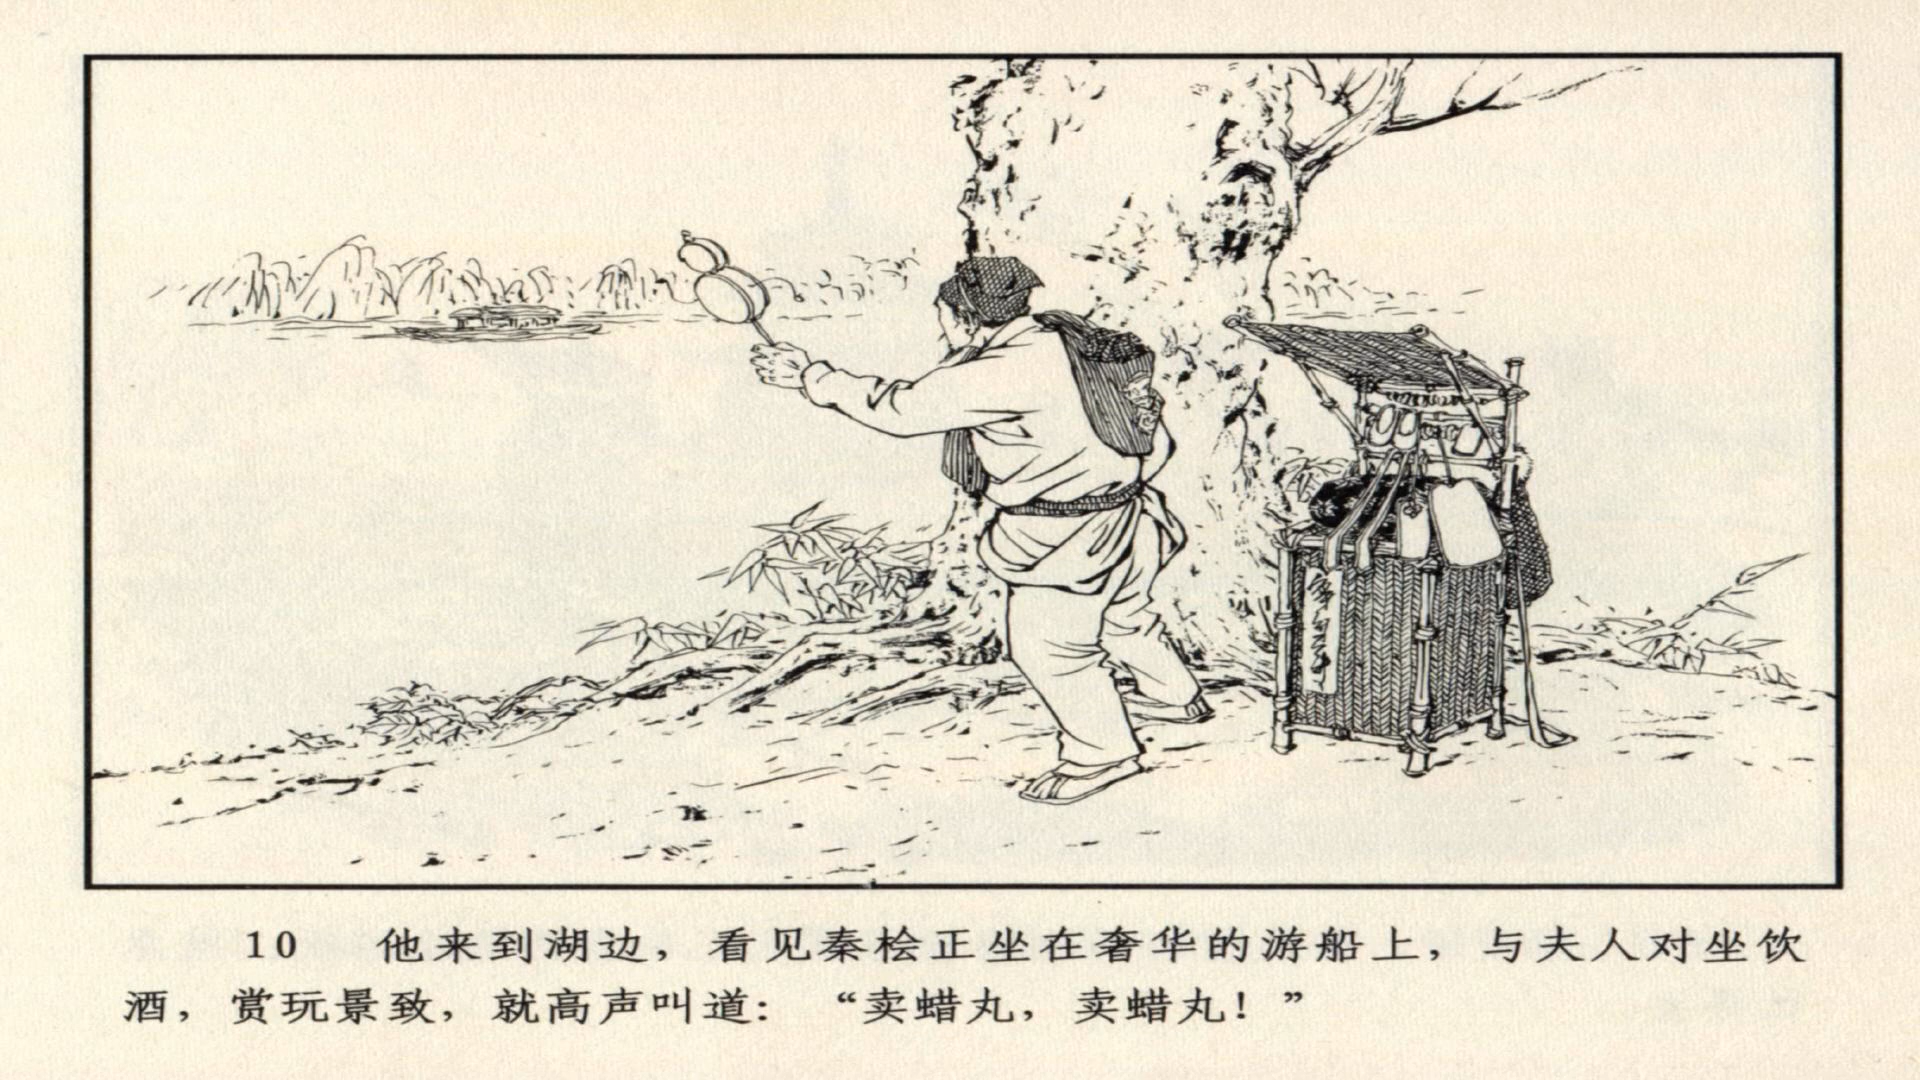 10 他来到湖边，看见秦桧正坐在奢华的游船上，与夫人对坐饮
酒，赏玩景致，就高声叫道：“卖蜡丸，卖蜡丸！”